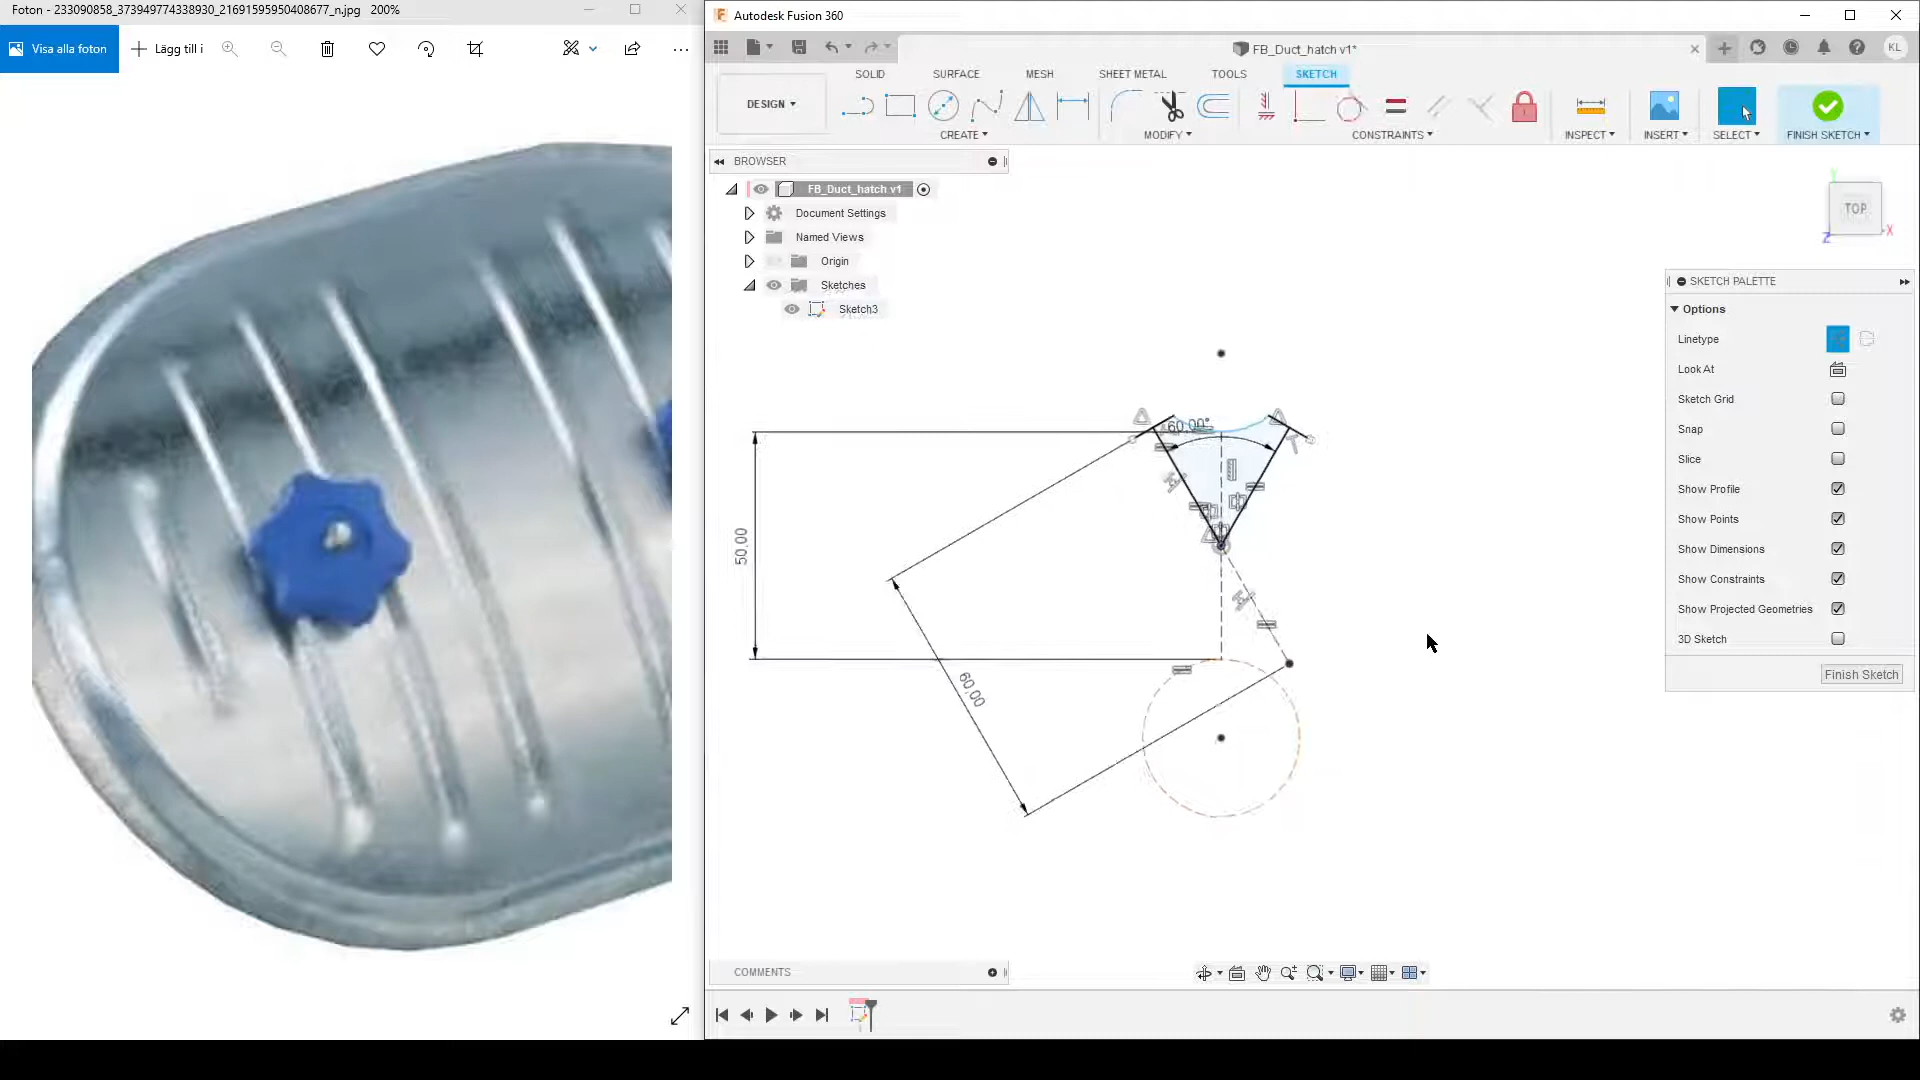 Foton - 233090858_373949774338930_21691595950408677_n.jpg   200%
Visa alla foton
Lägg till i
Autodesk Fusion 360
FB_Duct_hatch v1*
KL
SOLID
SURFACE
MESH
SHEET METAL
TOOLS
SKETCH
DESIGN
CREATE
MODIFY
CONSTRAINTS
INSPECT
INSERT
SELECT
FINISH SKETCH
BROWSER
FB_Duct_hatch v1
Document Settings
Named Views
Origin
Sketches
Sketch3
Y
TOP
X
Z
SKETCH PALETTE
Options
Linetype
Look At
Sketch Grid
Snap
Slice
Show Profile
Show Points
Show Dimensions
Show Constraints
Show Projected Geometries
3D Sketch
Finish Sketch
60.00°
50.00
60.00
COMMENTS